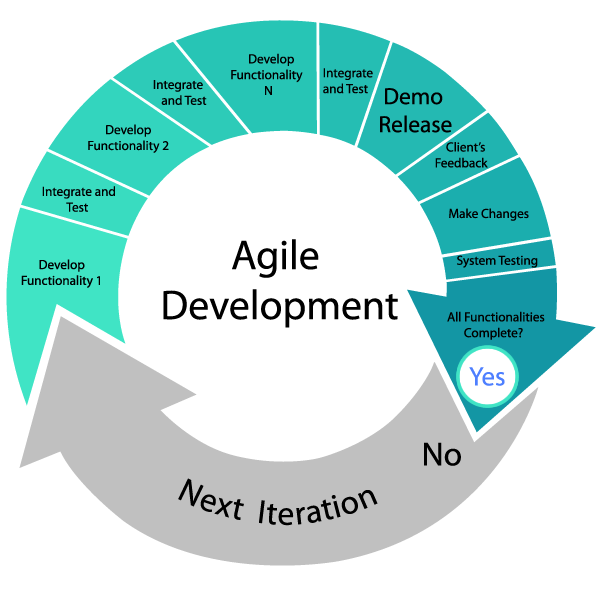 Agile
Development
Develop
Functionality 1
Integrate and
Test
Develop
Functionality 2
Integrate
and Test
Develop
Functionality
N
Integrate
and Test
Demo
Release
Client's
Feedback
Make Changes
System Testing
All Functionalities
Complete?
Yes
No
Next Iteration